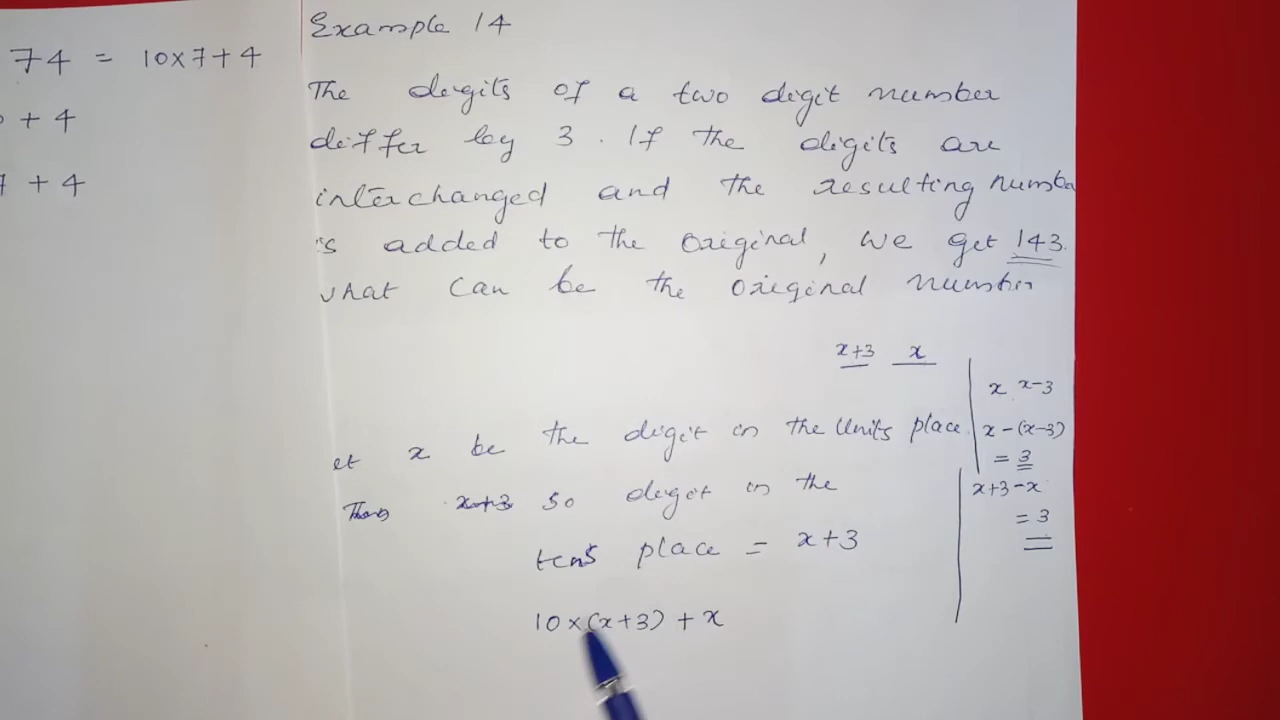 74 = 10x7+4
+ 4
7 + 4
Example 14
The digits of a two digit number
differ by 3. If the digits are
interchanged and the resulting numbe
is added to the original, we get 143.
what can be the original number
x+3 x
x x-3
x-(x-3)
= 3
x+3-x
= 3
et x be the digit in the Units place.
x+3 so digit in the
tens place = x+3
10×(x+3) + x